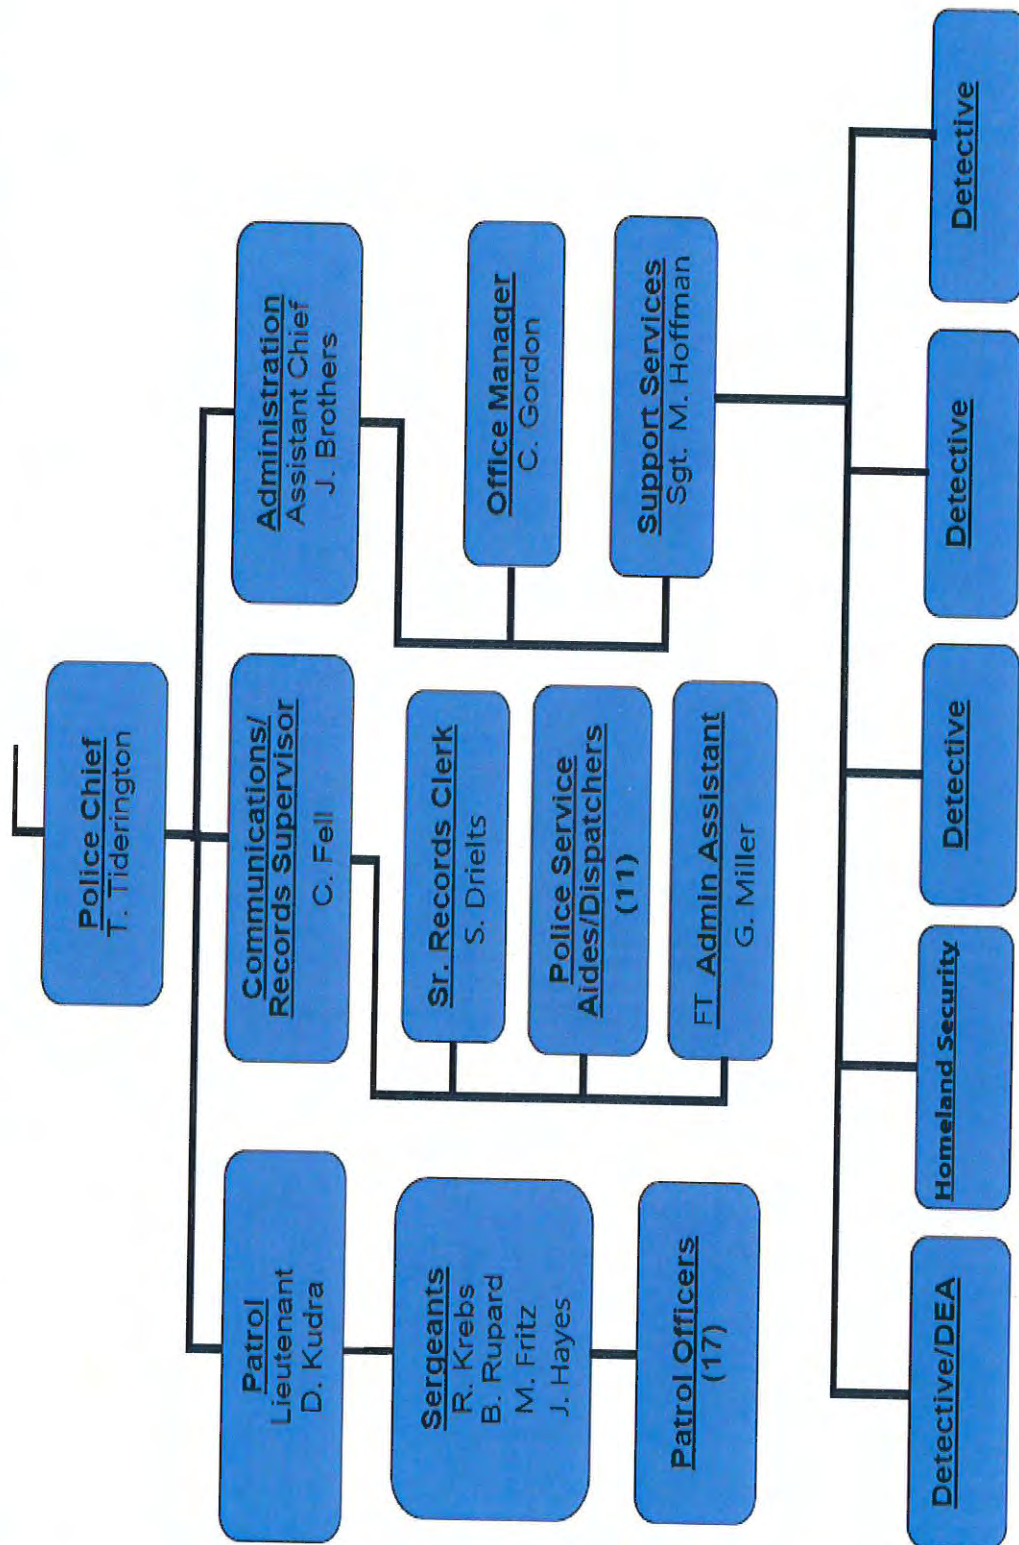 Police Chief
T. Tiderington
Patrol
Lieutenant
D. Kudra
Communications/
Records Supervisor
C. Fell
Administration
Assistant Chief
J. Brothers
Sergeants
R. Krebs
B. Rupard
M. Fritz
J. Hayes
Patrol Officers
(17)
Sr. Records Clerk
S. Drielts
Police Service
Aides/Dispatchers
(11)
FT Admin Assistant
G. Miller
Office Manager
C. Gordon
Support Services
Sgt. M. Hoffman
Detective/DEA
Homeland Security
Detective
Detective
Detective